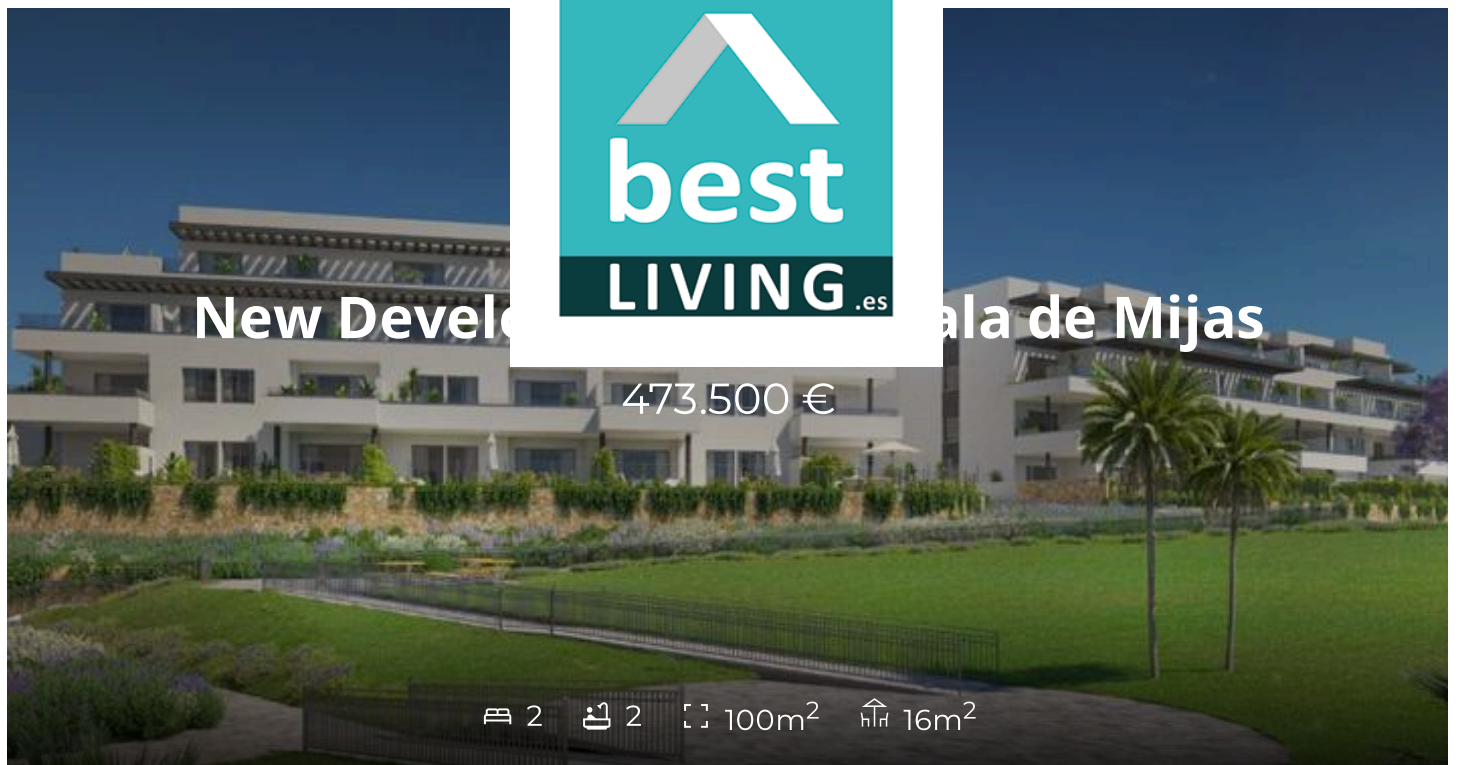 best
LIVING.es
New Devel ala de Mijas
473.500 €
2 2 100m² 16m²